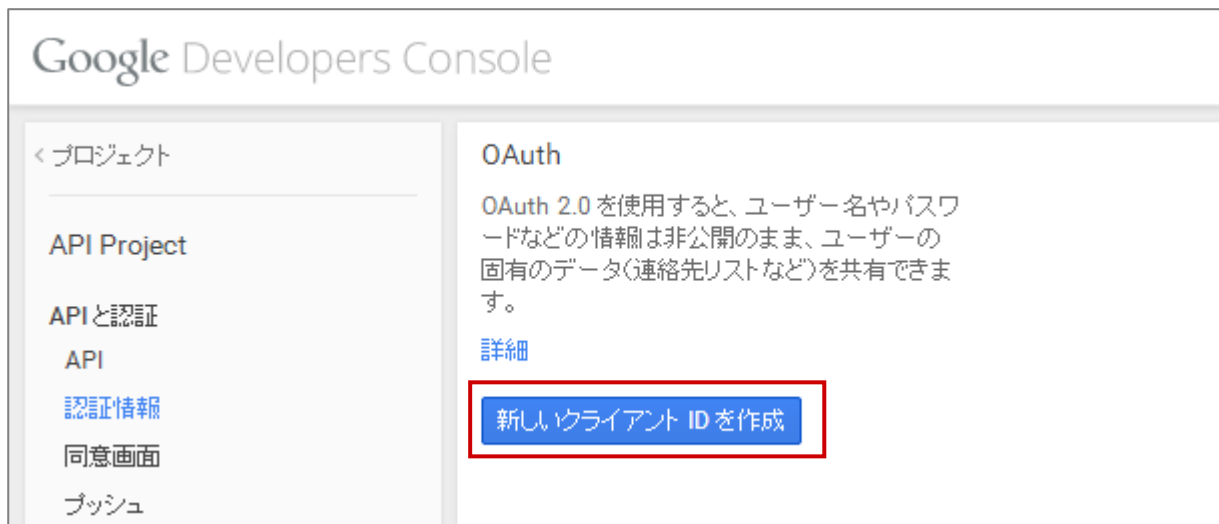 Google Developers Console
< プロジェクト
API Project
APIと認証
API
認証情報
同意画面
プッシュ
OAuth
OAuth 2.0 を使用すると、ユーザー名やパスワ
ードなどの情報は非公開のまま、ユーザーの
固有のデータ(連絡先リストなど)を共有できま
す。
詳細
新しいクライアント ID を作成